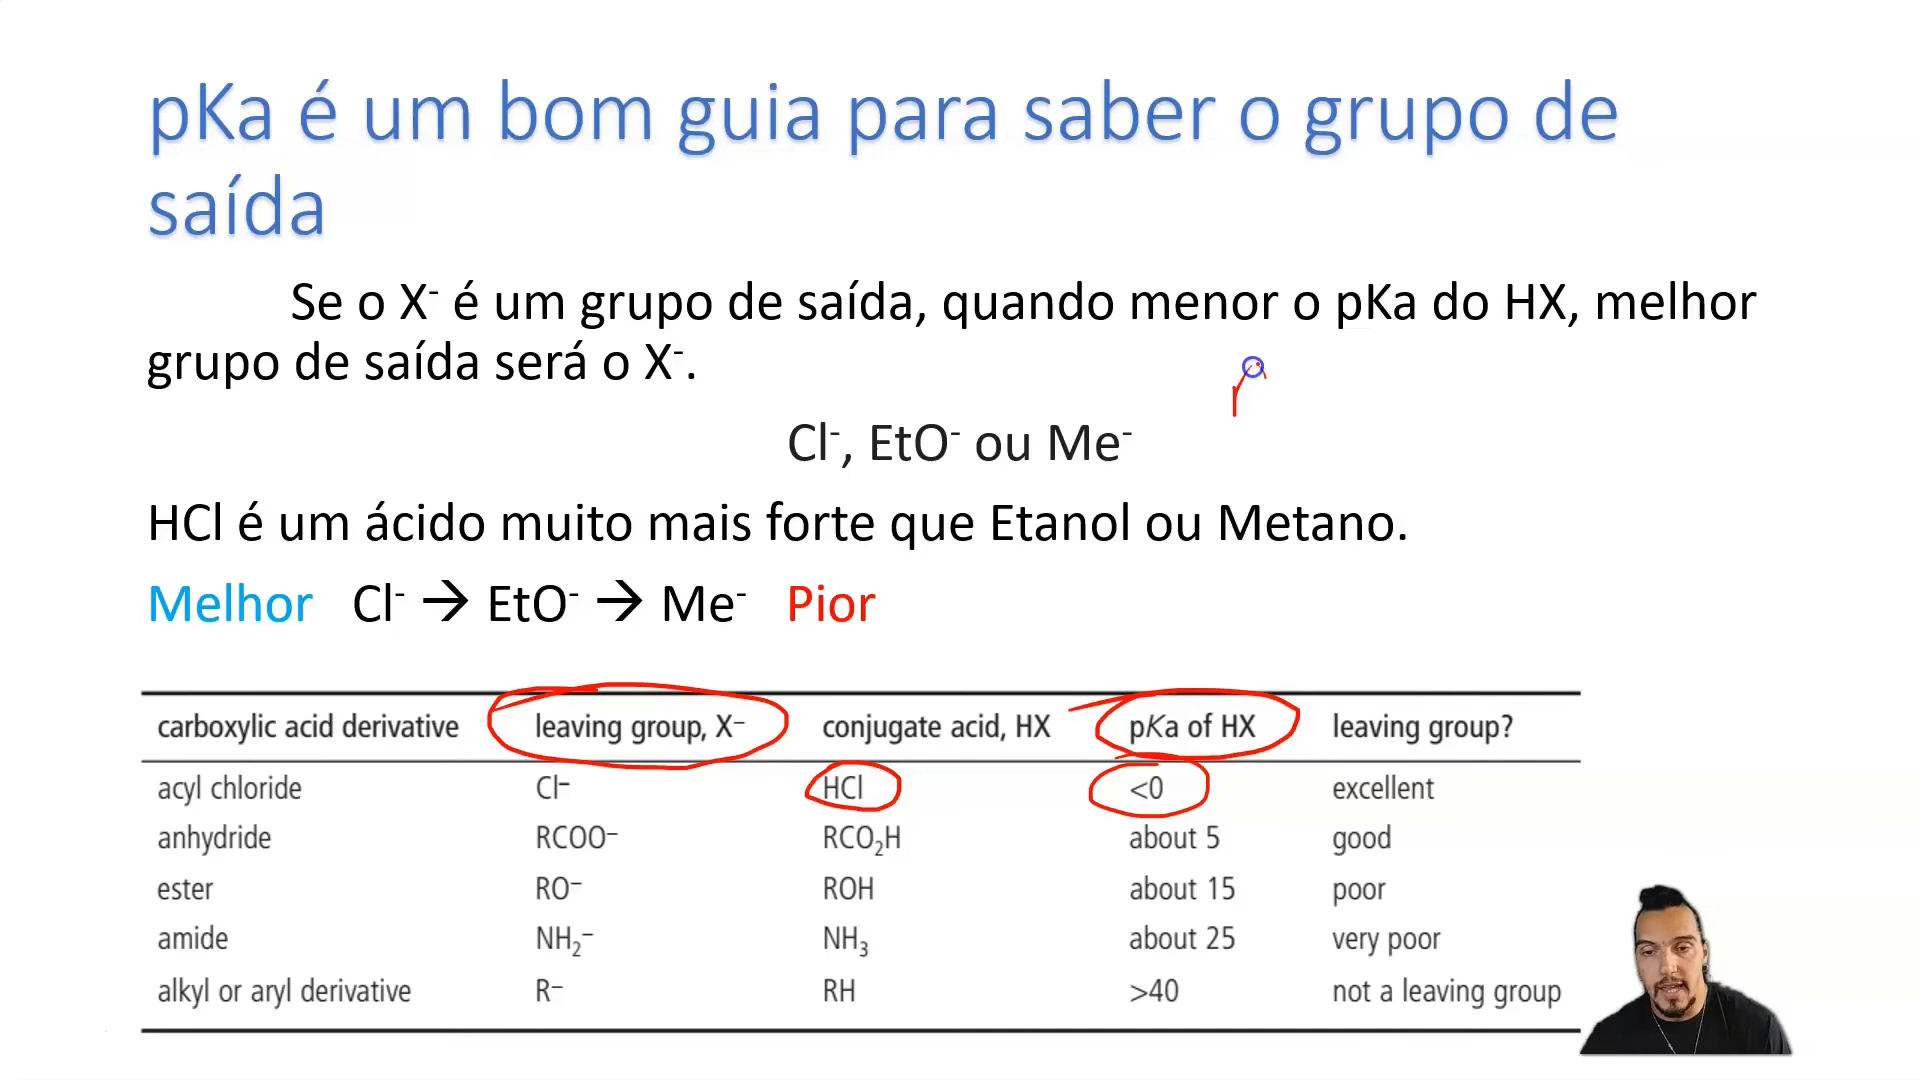 pKa é um bom guia para saber o grupo de
saída
Se o X⁻ é um grupo de saída, quando menor o pKa do HX, melhor
grupo de saída será o X⁻.
Cl⁻, EtO⁻ ou Me⁻
HCl é um ácido muito mais forte que Etanol ou Metano.
Melhor Cl⁻ → EtO⁻ → Me⁻ Pior
carboxylic acid derivative leaving group, X⁻ conjugate acid, HX pKa of HX leaving group?
acyl chloride Cl⁻ HCl <0 excellent
anhydride RCOO⁻ RCO₂H about 5 good
ester RO⁻ ROH about 15 poor
amide NH₂⁻ NH₃ about 25 very poor
alkyl or aryl derivative R⁻ RH >40 not a leaving group